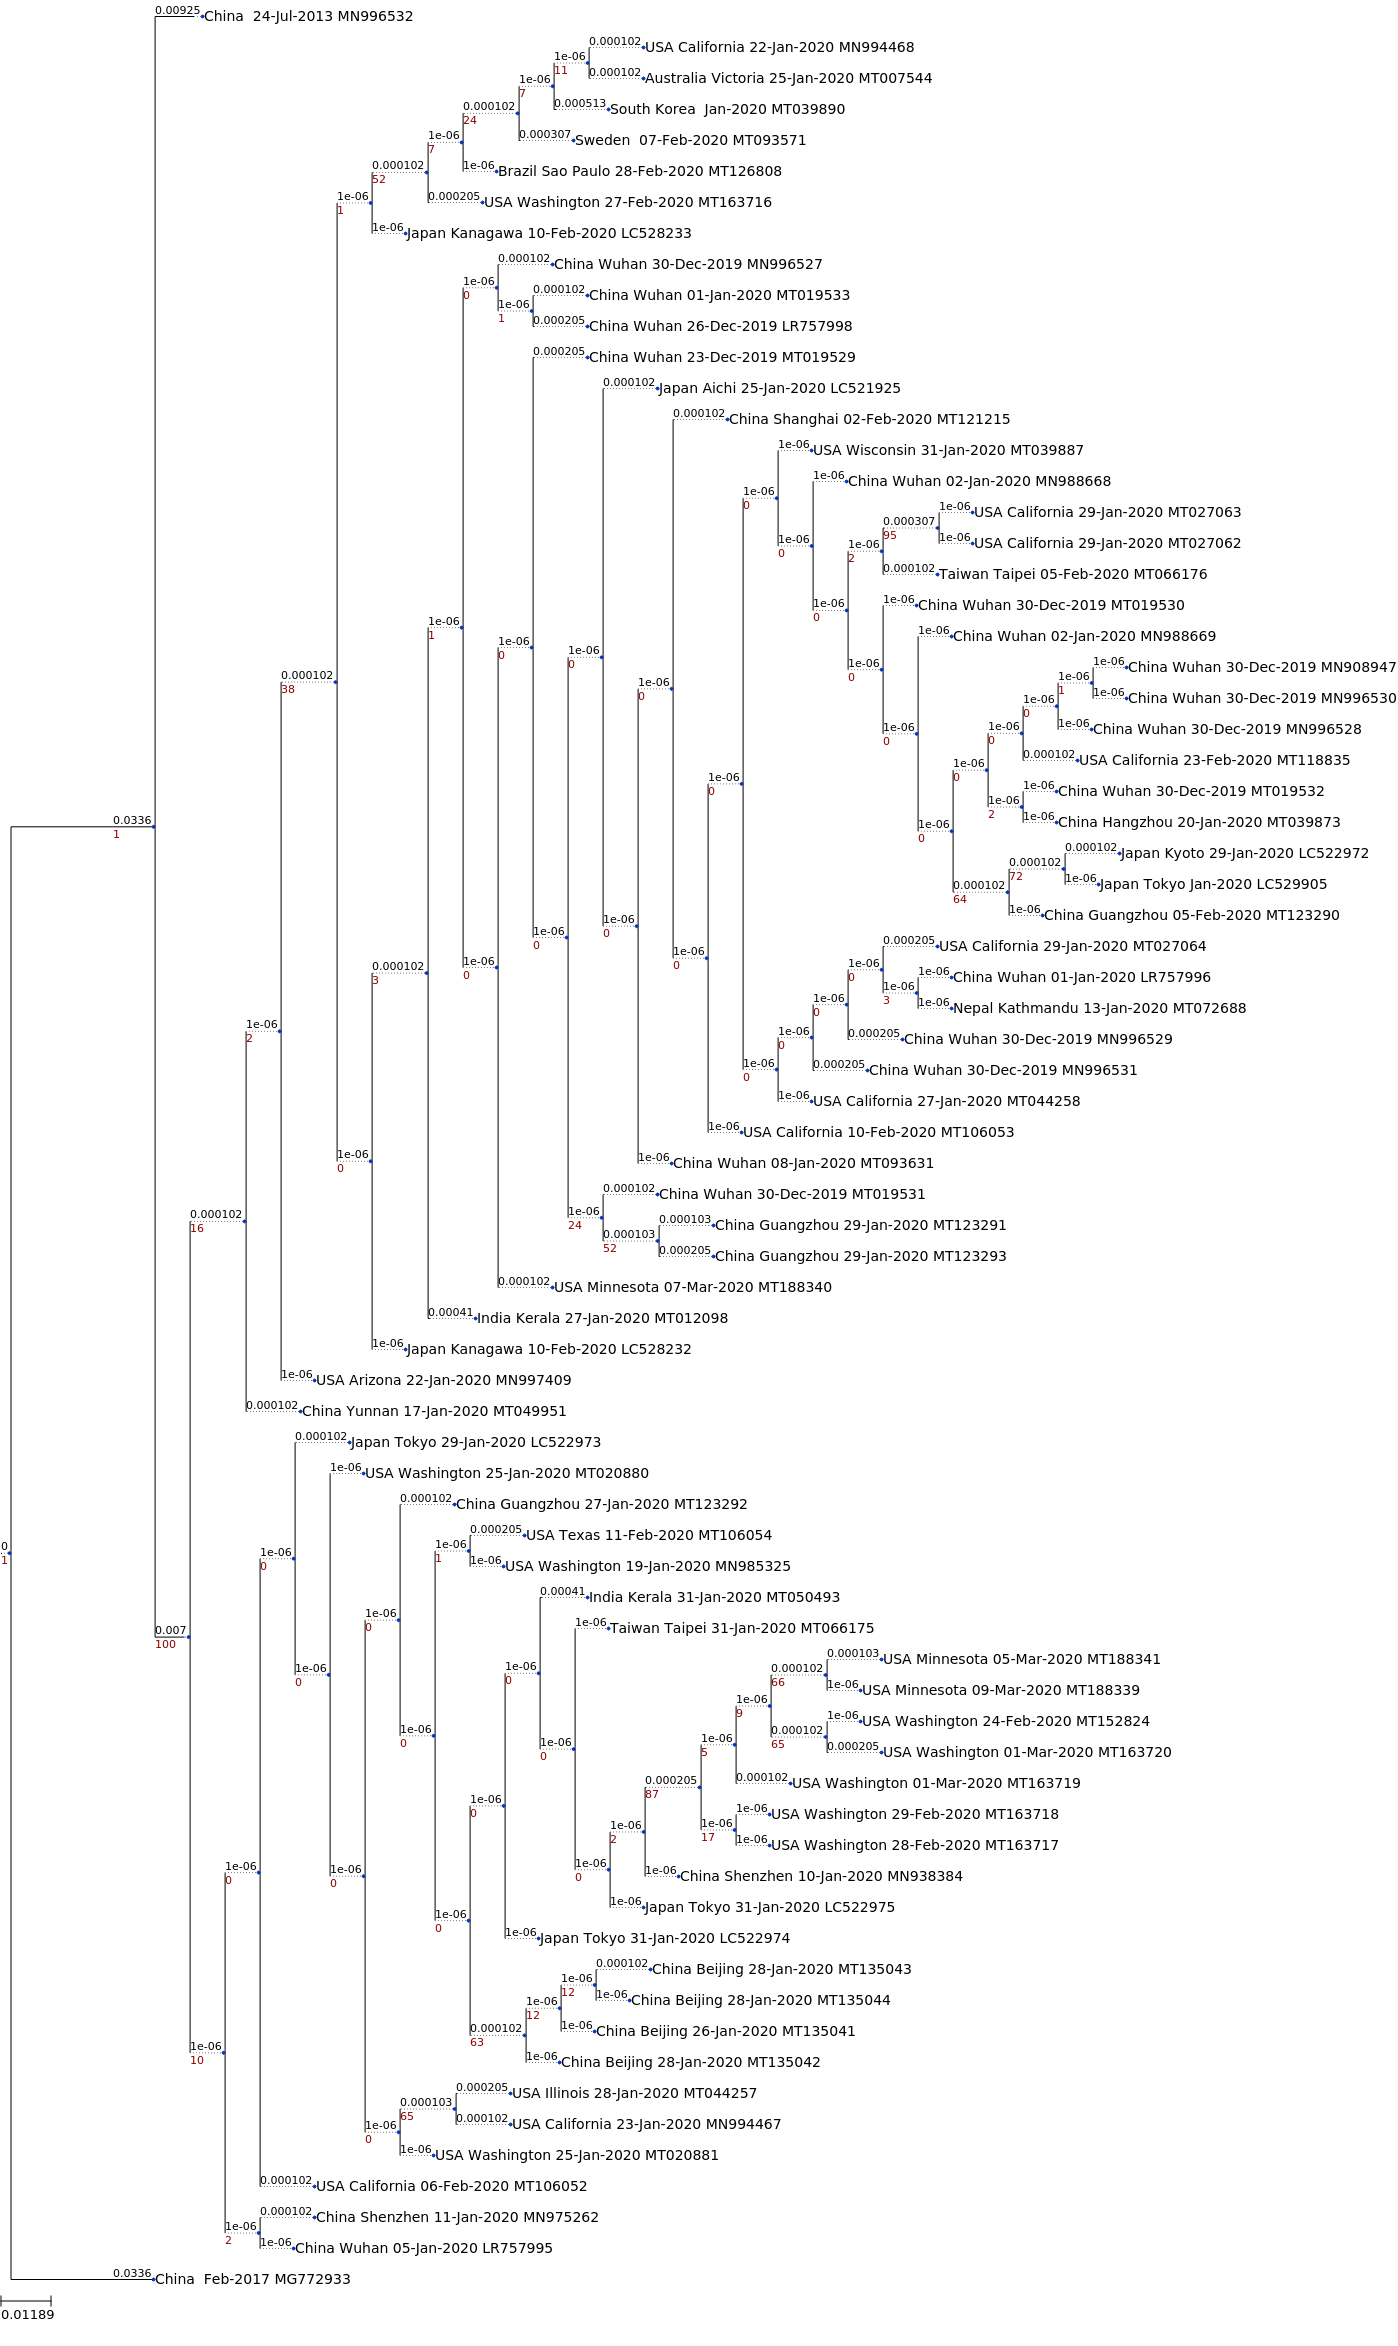 0.00925 China 24-Jul-2013 MN996532
0.000102 USA California 22-Jan-2020 MN994468
1e-06
11
0.000102 Australia Victoria 25-Jan-2020 MT007544
1e-06
7
0.000513 South Korea Jan-2020 MT039890
0.000102
24
0.000307 Sweden 07-Feb-2020 MT093571
1e-06
7
1e-06 Brazil Sao Paulo 28-Feb-2020 MT126808
0.000102
52
0.000205 USA Washington 27-Feb-2020 MT163716
1e-06
1
1e-06 Japan Kanagawa 10-Feb-2020 LC528233
0.000102 China Wuhan 30-Dec-2019 MN996527
1e-06
0
0.000102 China Wuhan 01-Jan-2020 MT019533
1e-06
1
0.000205 China Wuhan 26-Dec-2019 LR757998
0.000205 China Wuhan 23-Dec-2019 MT019529
0.000102 Japan Aichi 25-Jan-2020 LC521925
0.000102 China Shanghai 02-Feb-2020 MT121215
1e-06 USA Wisconsin 31-Jan-2020 MT039887
1e-06 China Wuhan 02-Jan-2020 MN988668
1e-06
0
1e-06 USA California 29-Jan-2020 MT027063
0.000307
95
1e-06 USA California 29-Jan-2020 MT027062
1e-06
0
1e-06
2
0.000102 Taiwan Taipei 05-Feb-2020 MT066176
1e-06 China Wuhan 30-Dec-2019 MT019530
1e-06
0
1e-06
1
1e-06 China Wuhan 02-Jan-2020 MN988669
1e-06
0
1e-06
0
1e-06 China Wuhan 30-Dec-2019 MN908947
1e-06
0
0.000102
38
1e-06
1
1e-06
0
1e-06 China Wuhan 30-Dec-2019 MN996530
1e-06
0
1e-06 China Wuhan 30-Dec-2019 MN996528
1e-06
0
1e-06
0
0.000102 USA California 23-Feb-2020 MT118835
1e-06
0
1e-06
0
1e-06 China Wuhan 30-Dec-2019 MT019532
1e-06
2
1e-06 China Hangzhou 20-Jan-2020 MT039873
0.0336
1
1e-06
0
0.000102 Japan Kyoto 29-Jan-2020 LC522972
0.000102
72
1e-06 Japan Tokyo Jan-2020 LC529905
0.000102
64
1e-06 China Guangzhou 05-Feb-2020 MT123290
1e-06
0
1e-06
0
0.000205 USA California 29-Jan-2020 MT027064
1e-06
0
1e-06
0
1e-06
0
0.000102
3
1e-06 China Wuhan 01-Jan-2020 LR757996
1e-06
3
1e-06
0
1e-06 Nepal Kathmandu 13-Jan-2020 MT072688
1e-06
2
1e-06
0
0.000205 China Wuhan 30-Dec-2019 MN996529
1e-06
0
0.000205 China Wuhan 30-Dec-2019 MN996531
1e-06 USA California 27-Jan-2020 MT044258
1e-06 USA California 10-Feb-2020 MT106053
1e-06
0
1e-06 China Wuhan 08-Jan-2020 MT093631
0.000102 China Wuhan 30-Dec-2019 MT019531
0.000102
16
1e-06
24
0.000103 China Guangzhou 29-Jan-2020 MT123291
0.000103
52
0.000205 China Guangzhou 29-Jan-2020 MT123293
0.000102 USA Minnesota 07-Mar-2020 MT188340
0.00041 India Kerala 27-Jan-2020 MT012098
1e-06 Japan Kanagawa 10-Feb-2020 LC528232
1e-06 USA Arizona 22-Jan-2020 MN997409
0.000102 China Yunnan 17-Jan-2020 MT049951
0.000102 Japan Tokyo 29-Jan-2020 LC522973
1e-06 USA Washington 25-Jan-2020 MT020880
0.000102 China Guangzhou 27-Jan-2020 MT123292
0.000205 USA Texas 11-Feb-2020 MT106054
0
1
1e-06
1
1e-06
0
1e-06 USA Washington 19-Jan-2020 MN985325
0.00041 India Kerala 31-Jan-2020 MT050493
1e-06
0
1e-06 Taiwan Taipei 31-Jan-2020 MT066175
0.007
100
0.000103 USA Minnesota 05-Mar-2020 MT188341
1e-06
0
1e-06
0
0.000102
66
1e-06 USA Minnesota 09-Mar-2020 MT188339
1e-06
9
1e-06 USA Washington 24-Feb-2020 MT152824
1e-06
0
0.000102
65
1e-06
5
1e-06
0
0.000205 USA Washington 01-Mar-2020 MT163720
0.000102 USA Washington 01-Mar-2020 MT163719
0.000205
87
1e-06
0
1e-06 USA Washington 29-Feb-2020 MT163718
1e-06
17
1e-06
2
1e-06 USA Washington 28-Feb-2020 MT163717
1e-06
0
1e-06
0
1e-06
0
1e-06 China Shenzhen 10-Jan-2020 MN938384
1e-06 Japan Tokyo 31-Jan-2020 LC522975
1e-06
0
1e-06 Japan Tokyo 31-Jan-2020 LC522974
0.000102 China Beijing 28-Jan-2020 MT135043
1e-06
12
1e-06 China Beijing 28-Jan-2020 MT135044
1e-06
12
1e-06 China Beijing 26-Jan-2020 MT135041
0.000102
63
1e-06
10
1e-06 China Beijing 28-Jan-2020 MT135042
0.000205 USA Illinois 28-Jan-2020 MT044257
0.000103
65
0.000102 USA California 23-Jan-2020 MN994467
1e-06
0
1e-06 USA Washington 25-Jan-2020 MT020881
0.000102 USA California 06-Feb-2020 MT106052
0.000102 China Shenzhen 11-Jan-2020 MN975262
1e-06
2
1e-06 China Wuhan 05-Jan-2020 LR757995
0.0336 China Feb-2017 MG772933
0.01189